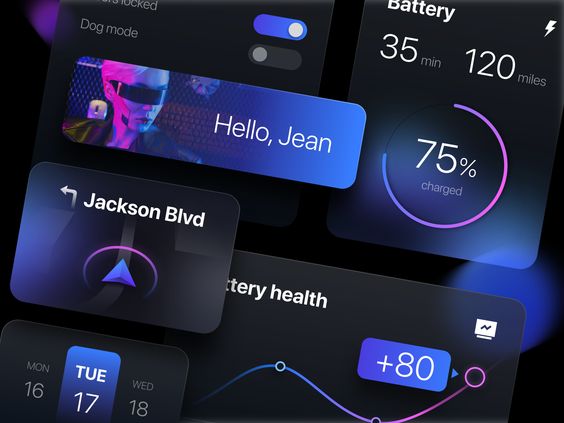 locked
Dog mode
Hello, Jean
Battery
35 min
120 miles
75%
charged
Jackson Blvd
ttery health
+80
MON
16
TUE
17
WED
18